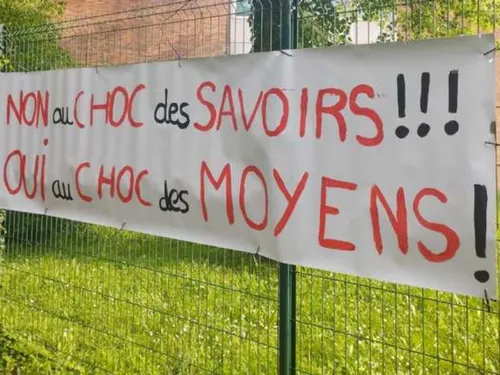 NON au CHOC des SAVOIRS!!!
OUI au CHOC des MOYENS!